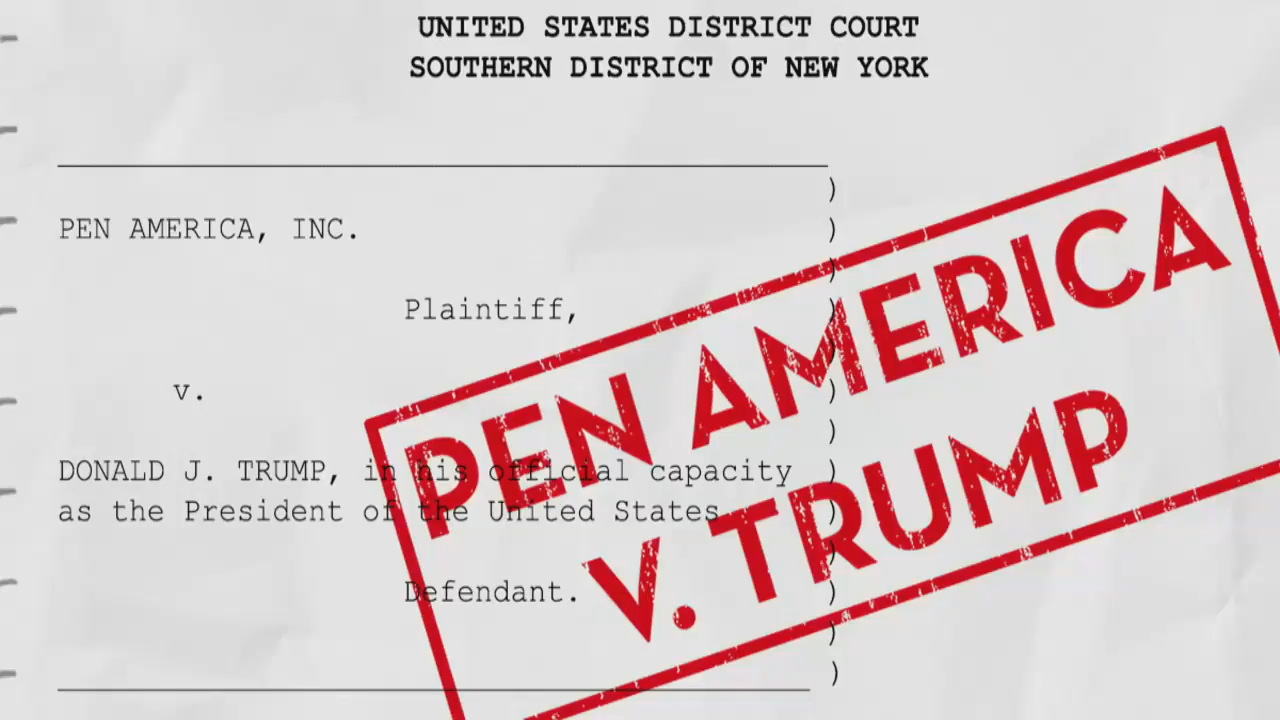 UNITED STATES DISTRICT COURT
SOUTHERN DISTRICT OF NEW YORK
)
PEN AMERICA, INC. )
)
Plaintiff, )
)
v. )
)
DONALD J. TRUMP, in his official capacity )
as the President of the United States )
)
Defendant. )
)
)
PEN AMERICA
V. TRUMP